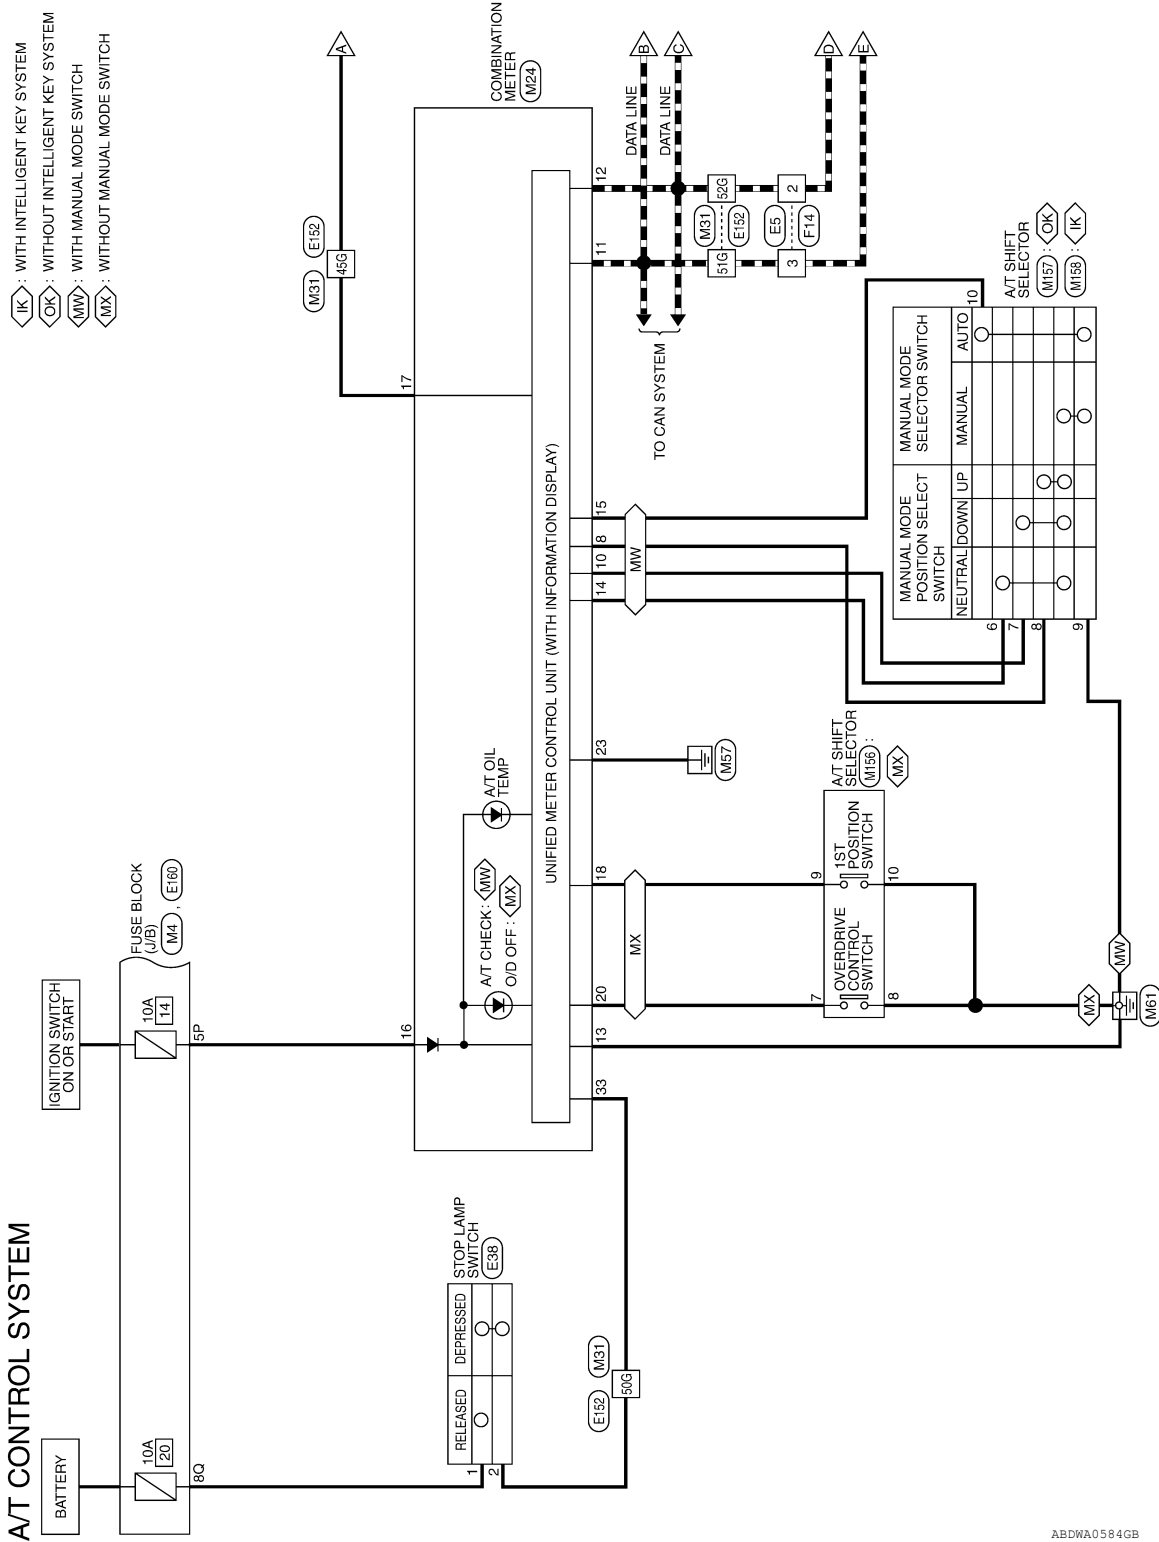 A/T CONTROL SYSTEM
BATTERY
IGNITION SWITCH
ON OR START
10A
20
8Q
10A
14
5P
FUSE BLOCK
(J/B)
M4 , E160
IK : WITH INTELLIGENT KEY SYSTEM
OK : WITHOUT INTELLIGENT KEY SYSTEM
MW : WITH MANUAL MODE SWITCH
MX : WITHOUT MANUAL MODE SWITCH
A
M31
E152
45G
STOP LAMP
SWITCH
E38
RELEASED
DEPRESSED
1
2
16
17
COMBINATION
METER
M24
A/T CHECK : MW
O/D OFF : MX
A/T OIL
TEMP
UNIFIED METER CONTROL UNIT (WITH INFORMATION DISPLAY)
33
13
20
18
23
14
10
8
15
11
12
E152
M31
50G
MX
MW
M57
TO CAN SYSTEM
DATA LINE
DATA LINE
B
C
D
E
51G
52G
M31
E152
3
2
E5
F14
7
9
OVERDRIVE
CONTROL
SWITCH
1ST
POSITION
SWITCH
8
10
A/T SHIFT
SELECTOR
M156 :
MX
MANUAL MODE
POSITION SELECT
SWITCH
MANUAL MODE
SELECTOR SWITCH
NEUTRAL
DOWN
UP
MANUAL
AUTO
6
7
8
9
10
A/T SHIFT
SELECTOR
M157 : OK
M158 : IK
MX
MW
M61
ABDWA0584GB